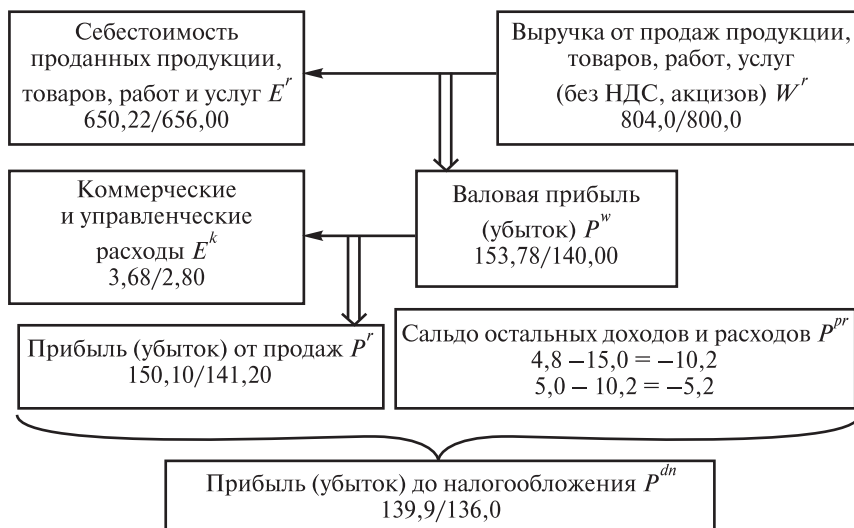 Себестоимость
проданных продукции,
товаров, работ и услуг E^r
650,22/656,00
Выручка от продаж продукции,
товаров, работ, услуг
(без НДС, акцизов) W^r
804,0/800,0
Коммерческие
и управленческие
расходы E^k
3,68/2,80
Валовая прибыль
(убыток) P^w
153,78/140,00
Прибыль (убыток) от продаж P^r
150,10/141,20
Сальдо остальных доходов и расходов P^pr
4,8 –15,0 = –10,2
5,0 – 10,2 = –5,2
Прибыль (убыток) до налогообложения P^dn
139,9/136,0